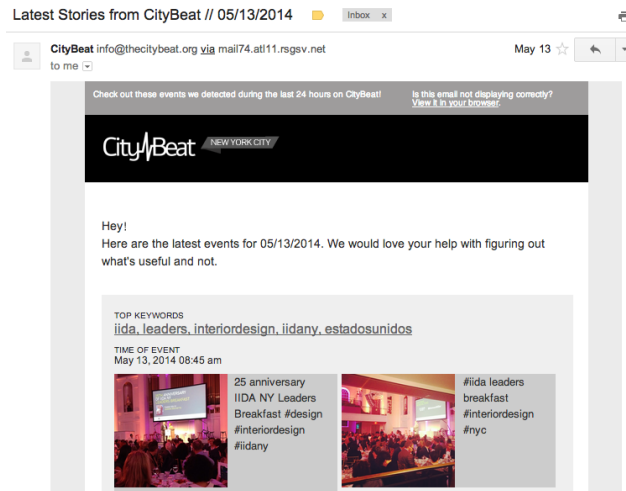 Latest Stories from CityBeat // 05/13/2014
Inbox x
CityBeat info@thecitybeat.org via mail74.atl11.rsgsv.net
May 13
to me
Check out these events we detected during the last 24 hours on CityBeat!
Is this email not displaying correctly?
View it in your browser.
CityBeat
NEW YORK CITY
Hey!
Here are the latest events for 05/13/2014. We would love your help with figuring out
what's useful and not.
TOP KEYWORDS
iida, leaders, interiordesign, iidany, estadosunidos
TIME OF EVENT
May 13, 2014 08:45 am
25 anniversary
IIDA NY Leaders
Breakfast #design
#interiordesign
#iidany
#iida leaders
breakfast
#interiordesign
#nyc